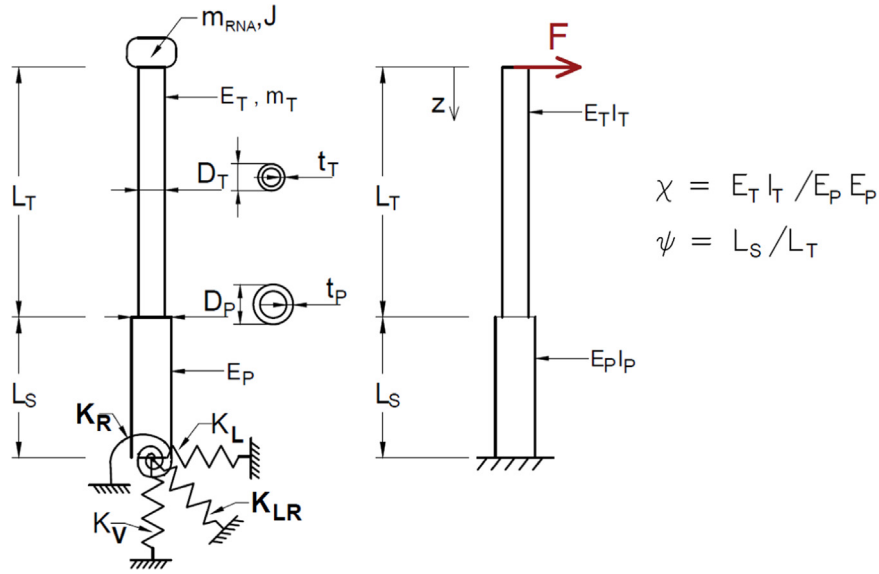 m_RNA, J
E_T , m_T
D_T
t_T
L_T
D_P
t_P
E_P
L_S
K_R
K_L
K_LR
K_V
F
z
E_T I_T
L_T
L_S
E_P I_P
χ = E_T I_T / E_P E_P
ψ = L_S / L_T